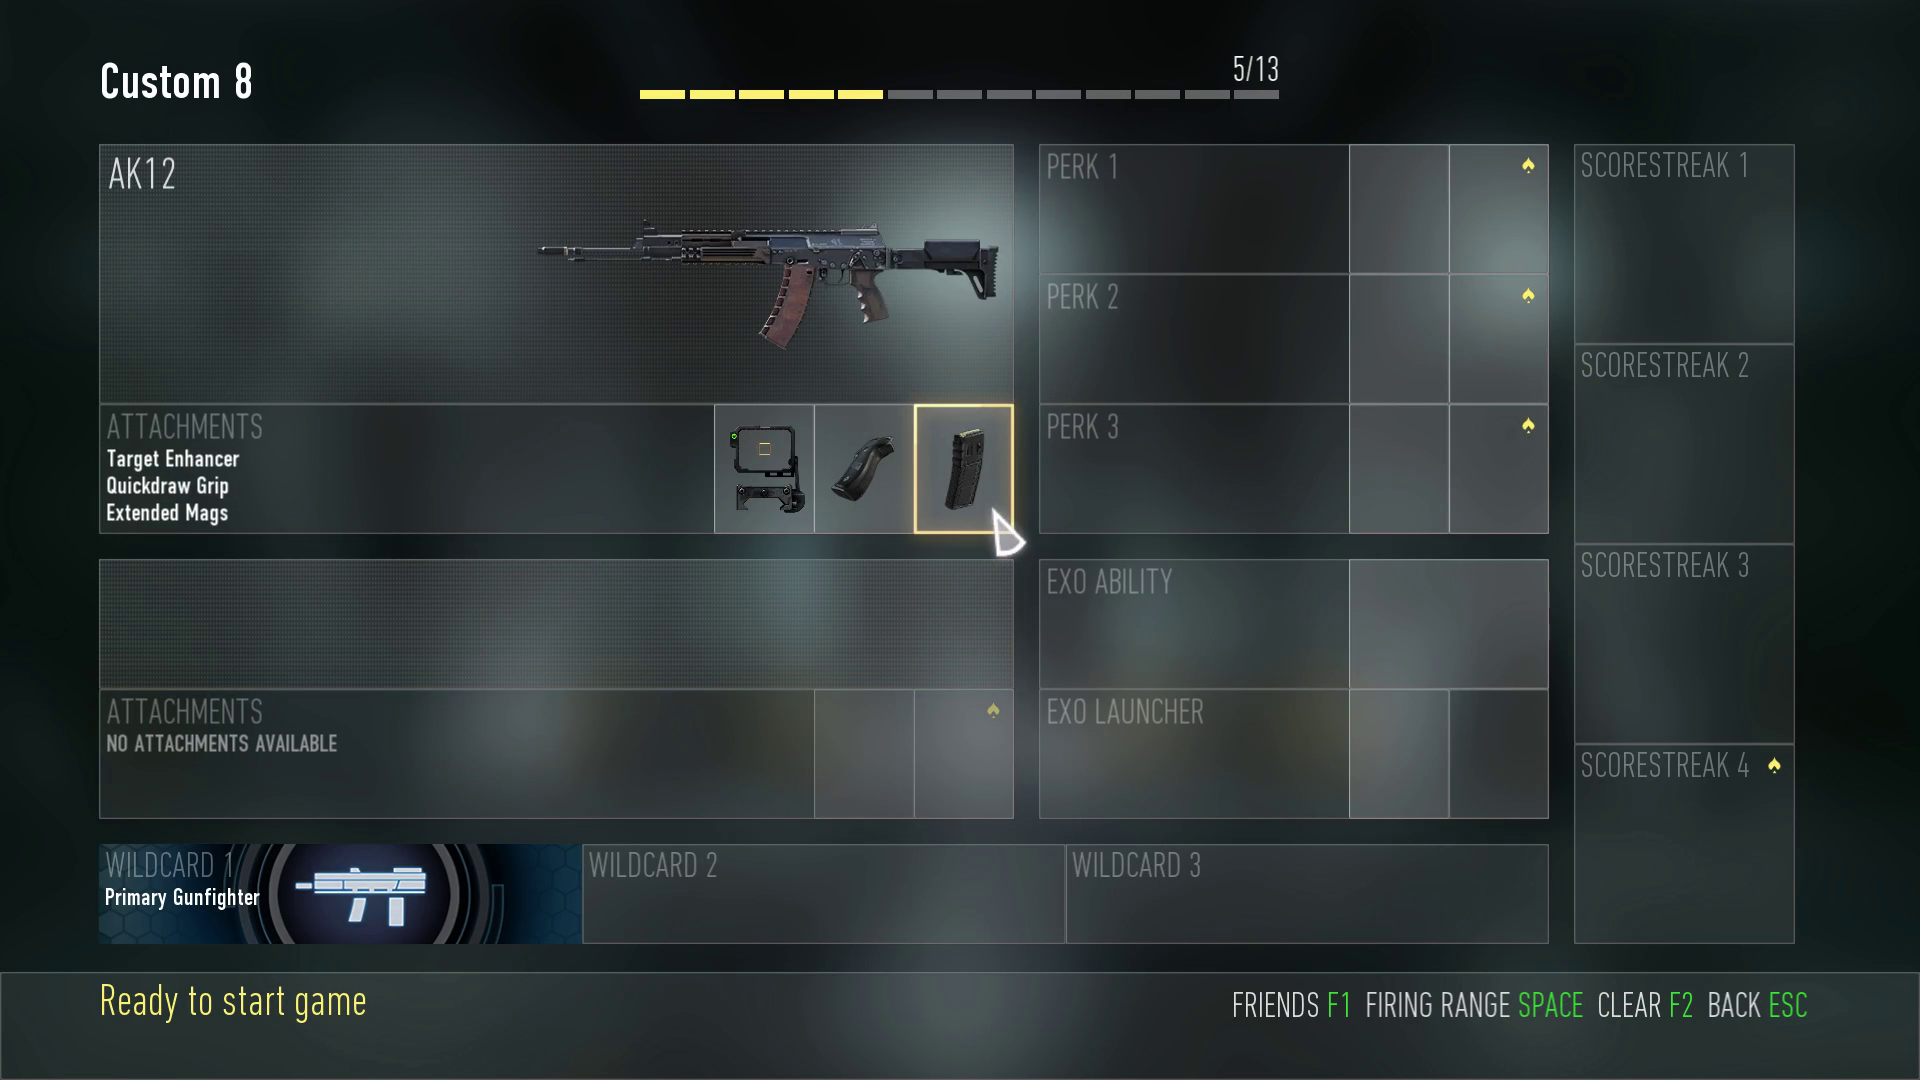 Custom 8
5/13
AK12
ATTACHMENTS
Target Enhancer
Quickdraw Grip
Extended Mags
ATTACHMENTS
NO ATTACHMENTS AVAILABLE
PERK 1
PERK 2
PERK 3
EXO ABILITY
EXO LAUNCHER
SCORESTREAK 1
SCORESTREAK 2
SCORESTREAK 3
SCORESTREAK 4
WILDCARD 1
Primary Gunfighter
WILDCARD 2
WILDCARD 3
Ready to start game
FRIENDS F1 FIRING RANGE SPACE CLEAR F2 BACK ESC